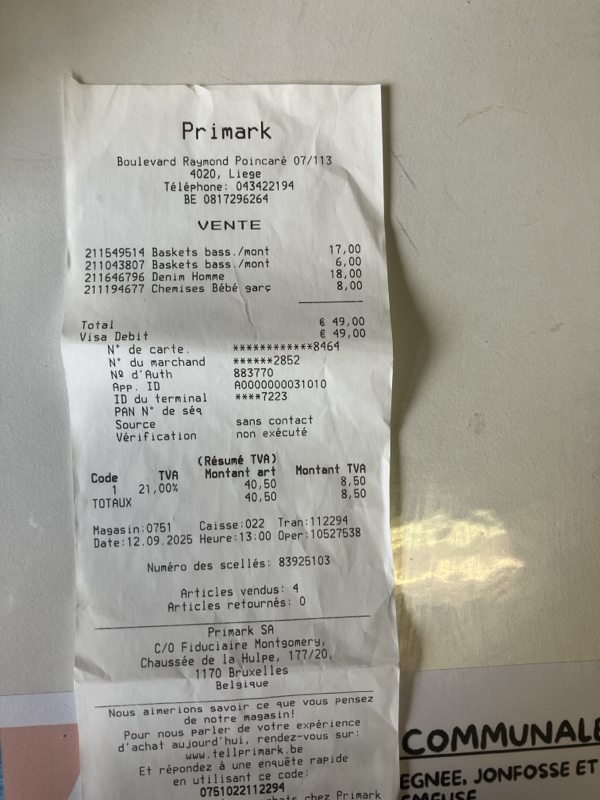 Primark
Boulevard Raymond Poincaré 07/113
4020, Liege
Téléphone: 043422194
BE 0817296264
VENTE
211549514 Baskets bass./mont 17,00
211043807 Baskets bass./mont 6,00
211646796 Denim Homme 18,00
211194677 Chemises Bébé garç 8,00
Total € 49,00
Visa Debit € 49,00
N° de carte. ************8464
N° du marchand ******2852
Nº d'Auth 883770
App. ID A0000000031010
ID du terminal ****7223
PAN N° de séq
Source sans contact
Vérification non exécuté
(Résumé TVA)
Code TVA Montant art Montant TVA
1 21,00% 40,50 8,50
TOTAUX 40,50 8,50
Magasin:0751 Caisse:022 Tran:112294
Date:12.09.2025 Heure:13:00 Oper:10527538
Numéro des scellés: 83925103
Articles vendus: 4
Articles retournés: 0
Primark SA
C/O Fiduciaire Montgomery,
Chaussée de la Hulpe, 177/20,
1170 Bruxelles
Belgique
Nous aimerions savoir ce que vous pensez
de notre magasin!
Pour nous parler de votre expérience
d'achat aujourd'hui, rendez-vous sur:
www.tellprimark.be
Et répondez à une enquête rapide
en utilisant ce code:
0751022112294
chez Primark
COMMUNALE
EGNEE, JONFOSSE ET